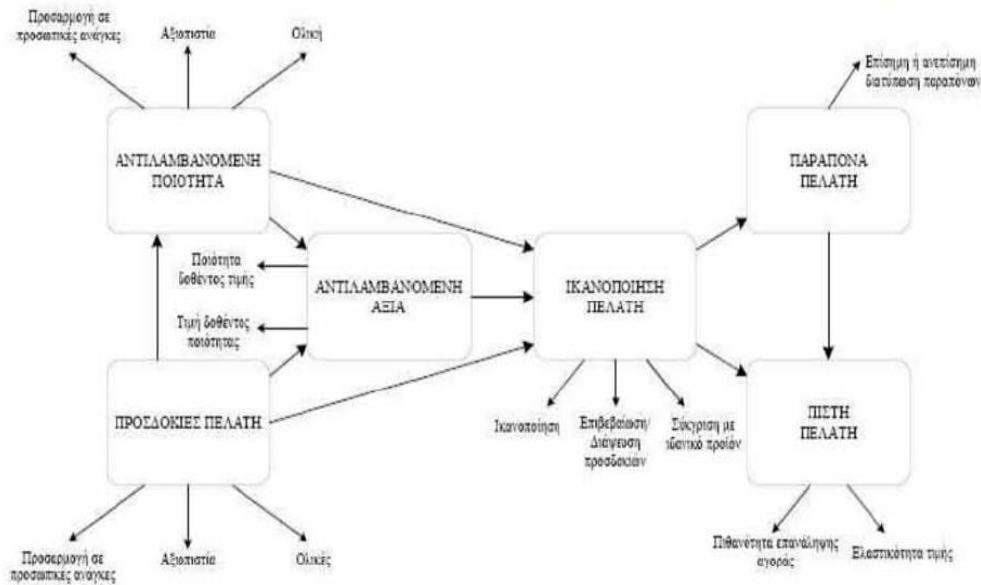 Προσαρμογή σε
προσωπικές ανάγκες
Αξιοπιστία
Ολική
Επίσημη ή ανεπίσημη
διατύπωση παραπόνων
ΑΝΤΙΛΑΜΒΑΝΟΜΕΝΗ
ΠΟΙΟΤΗΤΑ
ΠΑΡΑΠΟΝΑ
ΠΕΛΑΤΗ
Ποιότητα
δοθέντος τιμής
ΑΝΤΙΛΑΜΒΑΝΟΜΕΝΗ
ΑΞΙΑ
ΙΚΑΝΟΠΟΙΗΣΗ
ΠΕΛΑΤΗ
Τιμή δοθέντος
ποιότητας
ΠΡΟΣΔΟΚΙΕΣ ΠΕΛΑΤΗ
ΠΙΣΤΗ
ΠΕΛΑΤΗ
Ικανοποίηση
Επιβεβαίωση/
Διάψευση
προσδοκιών
Σύκγριση με
ιδανικό προϊόν
Προσερμογή σε
προσωπικές ανάγκες
Αξιοπιστία
Ολικές
Πιθανότητα επανάληψης
αγοράς
Ελαστικότητα τιμής